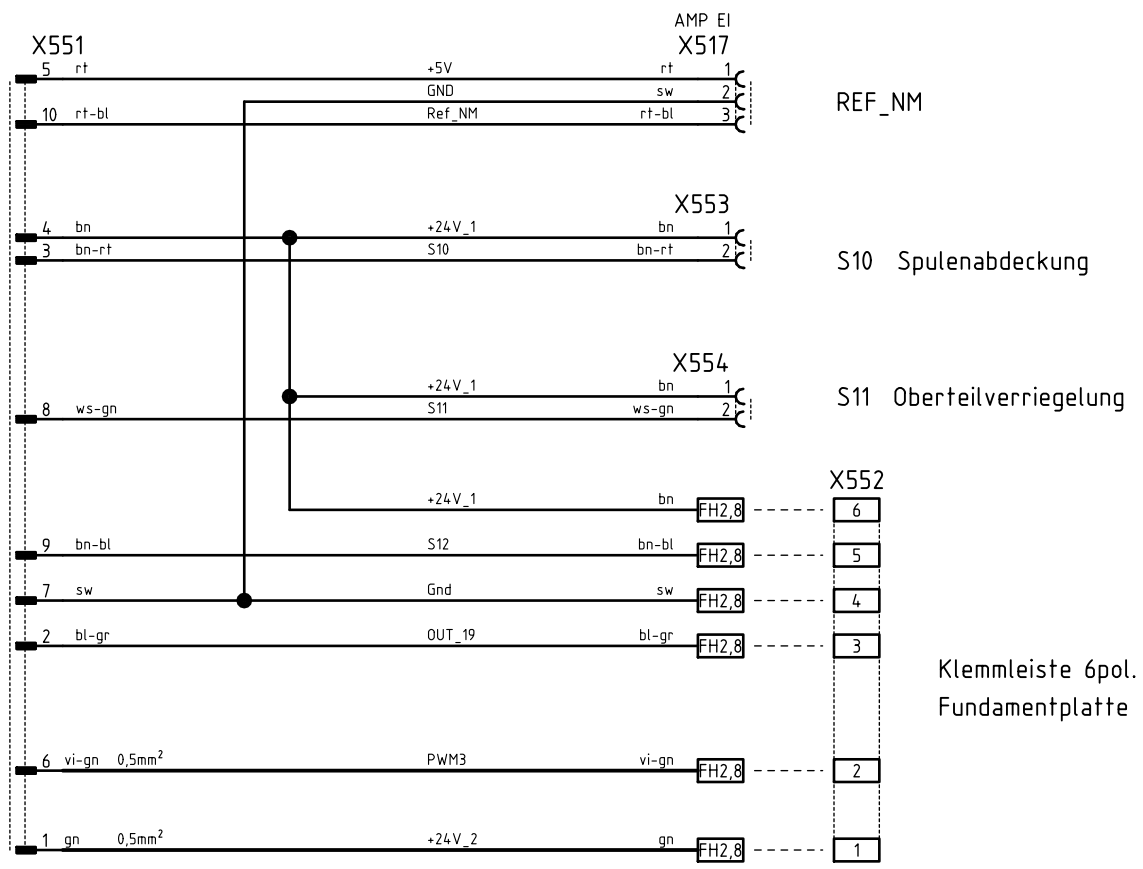 AMP EI
X551
X517
5 rt +5V rt 1
GND sw 2
10 rt-bl Ref_NM rt-bl 3
REF_NM
X553
4 bn +24V_1 bn 1
3 bn-rt S10 bn-rt 2
S10 Spulenabdeckung
X554
+24V_1 bn 1
8 ws-gn S11 ws-gn 2
S11 Oberteilverriegelung
X552
+24V_1 bn FH2,8 6
9 bn-bl S12 bn-bl FH2,8 5
7 sw Gnd sw FH2,8 4
2 bl-gr OUT_19 bl-gr FH2,8 3
Klemmleiste 6pol.
Fundamentplatte
6 vi-gn 0,5mm² PWM3 vi-gn FH2,8 2
1 gn 0,5mm² +24V_2 gn FH2,8 1